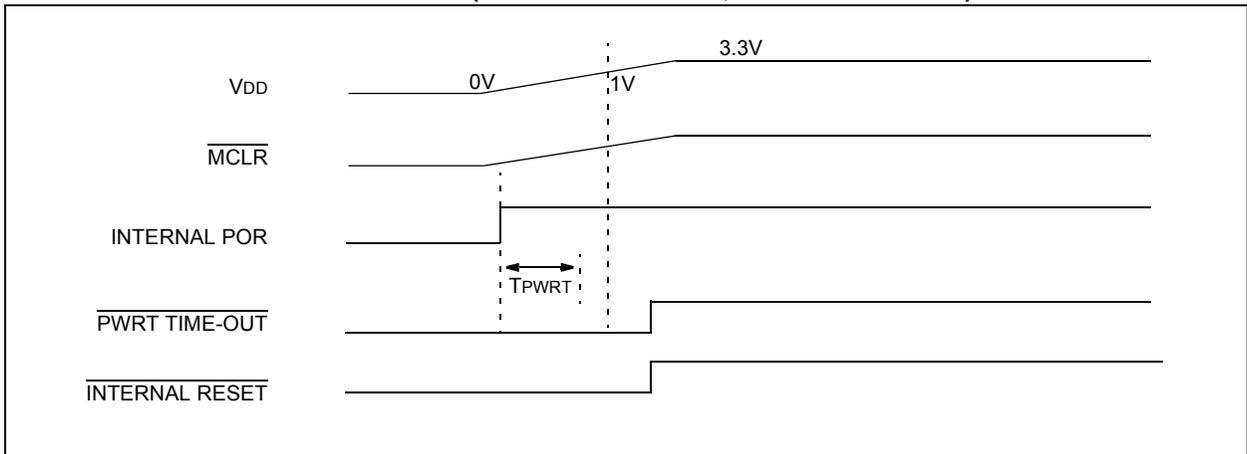 3.3V
VDD 0V 1V
MCLR
INTERNAL POR
TPWRT
PWRT TIME-OUT
INTERNAL RESET